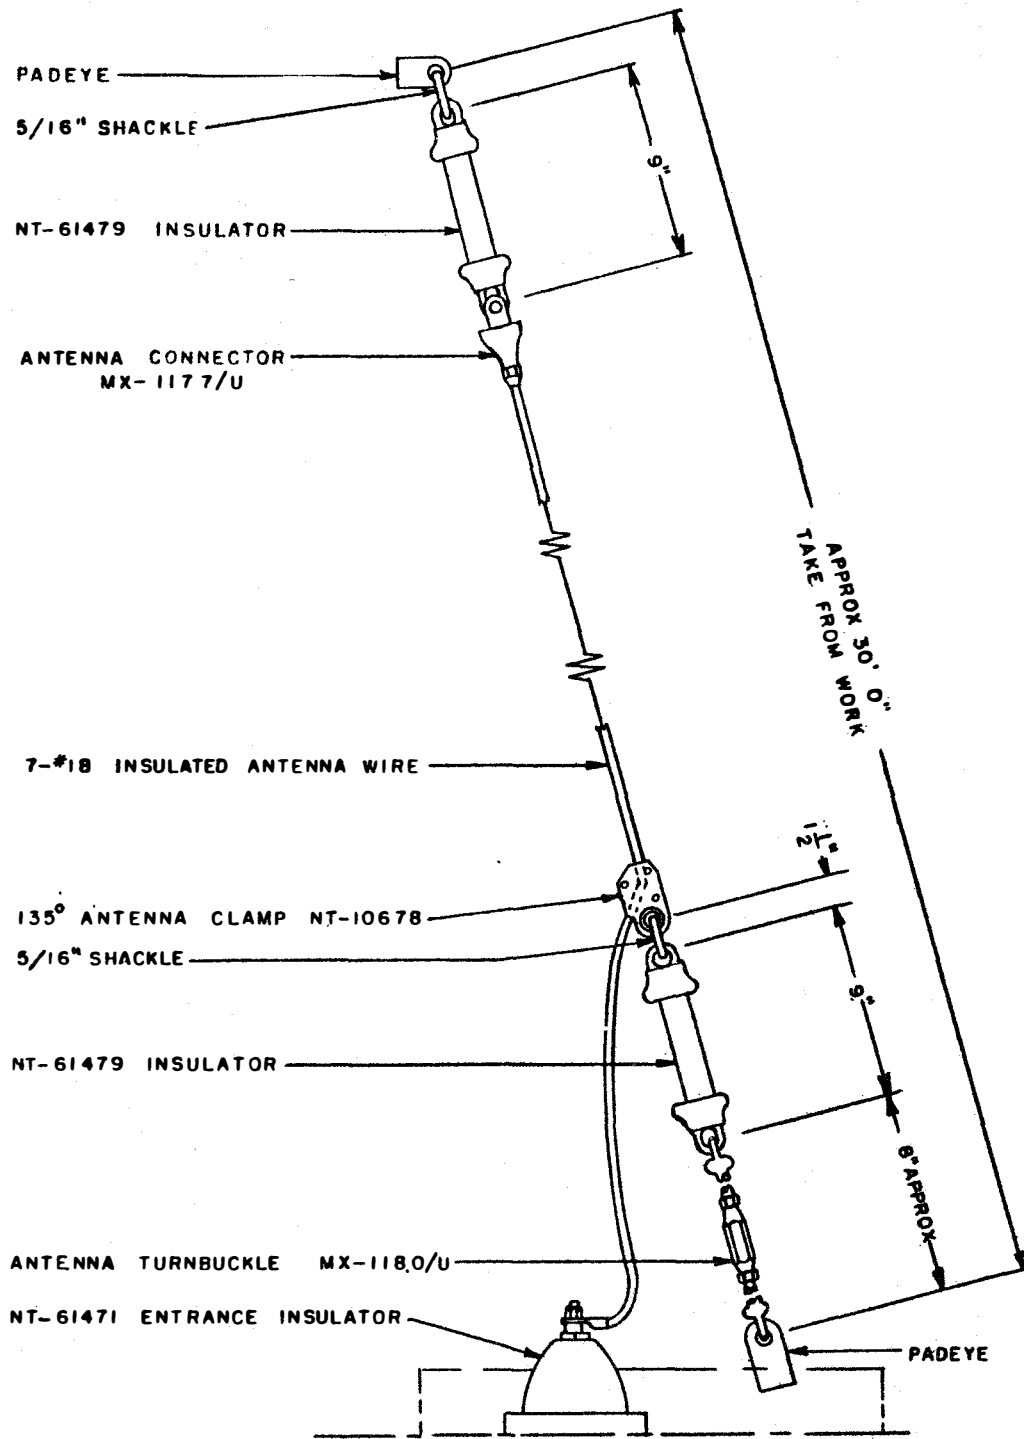 PADEYE
5/16" SHACKLE
9"
NT-61479 INSULATOR
ANTENNA CONNECTOR
MX-1177/U
APPROX 30' 0"
TAKE FROM WORK
7-#18 INSULATED ANTENNA WIRE
1 1/2"
135° ANTENNA CLAMP NT-10678
5/16" SHACKLE
9"
NT-61479 INSULATOR
8" APPROX
ANTENNA TURNBUCKLE MX-1180/U
NT-61471 ENTRANCE INSULATOR
PADEYE